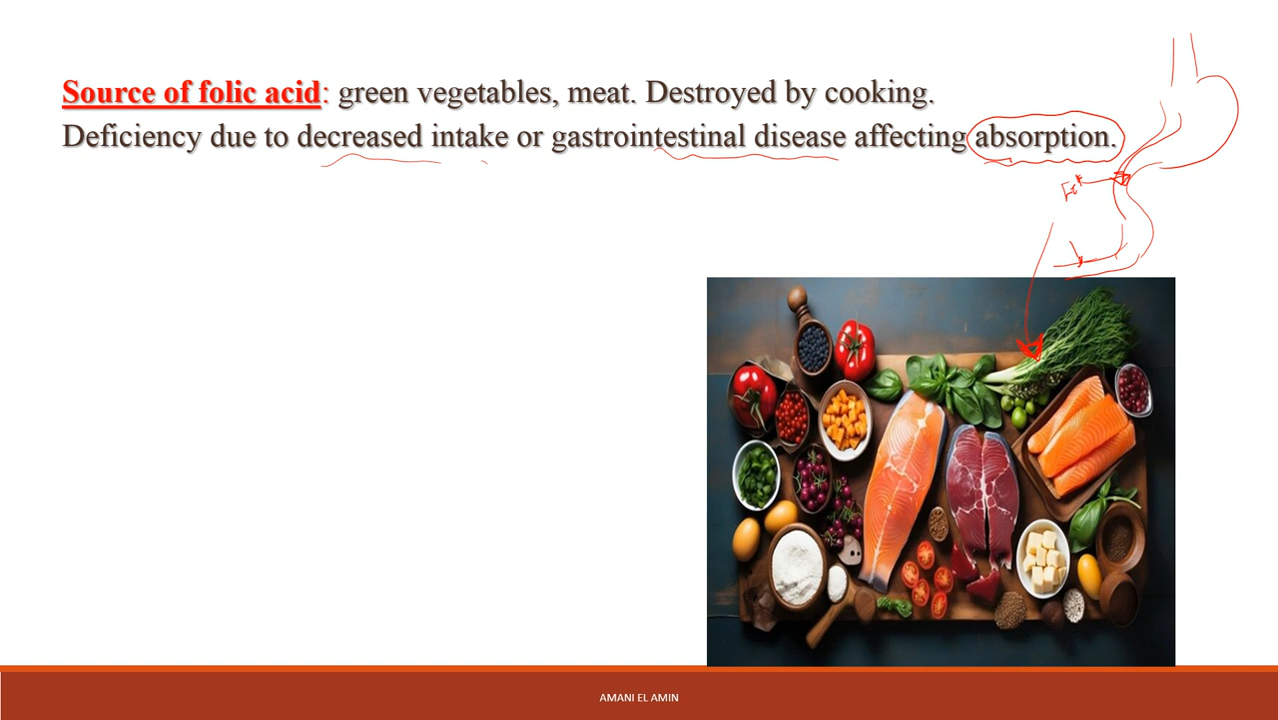 Source of folic acid: green vegetables, meat. Destroyed by cooking.
Deficiency due to decreased intake or gastrointestinal disease affecting absorption.
AMANI EL AMIN